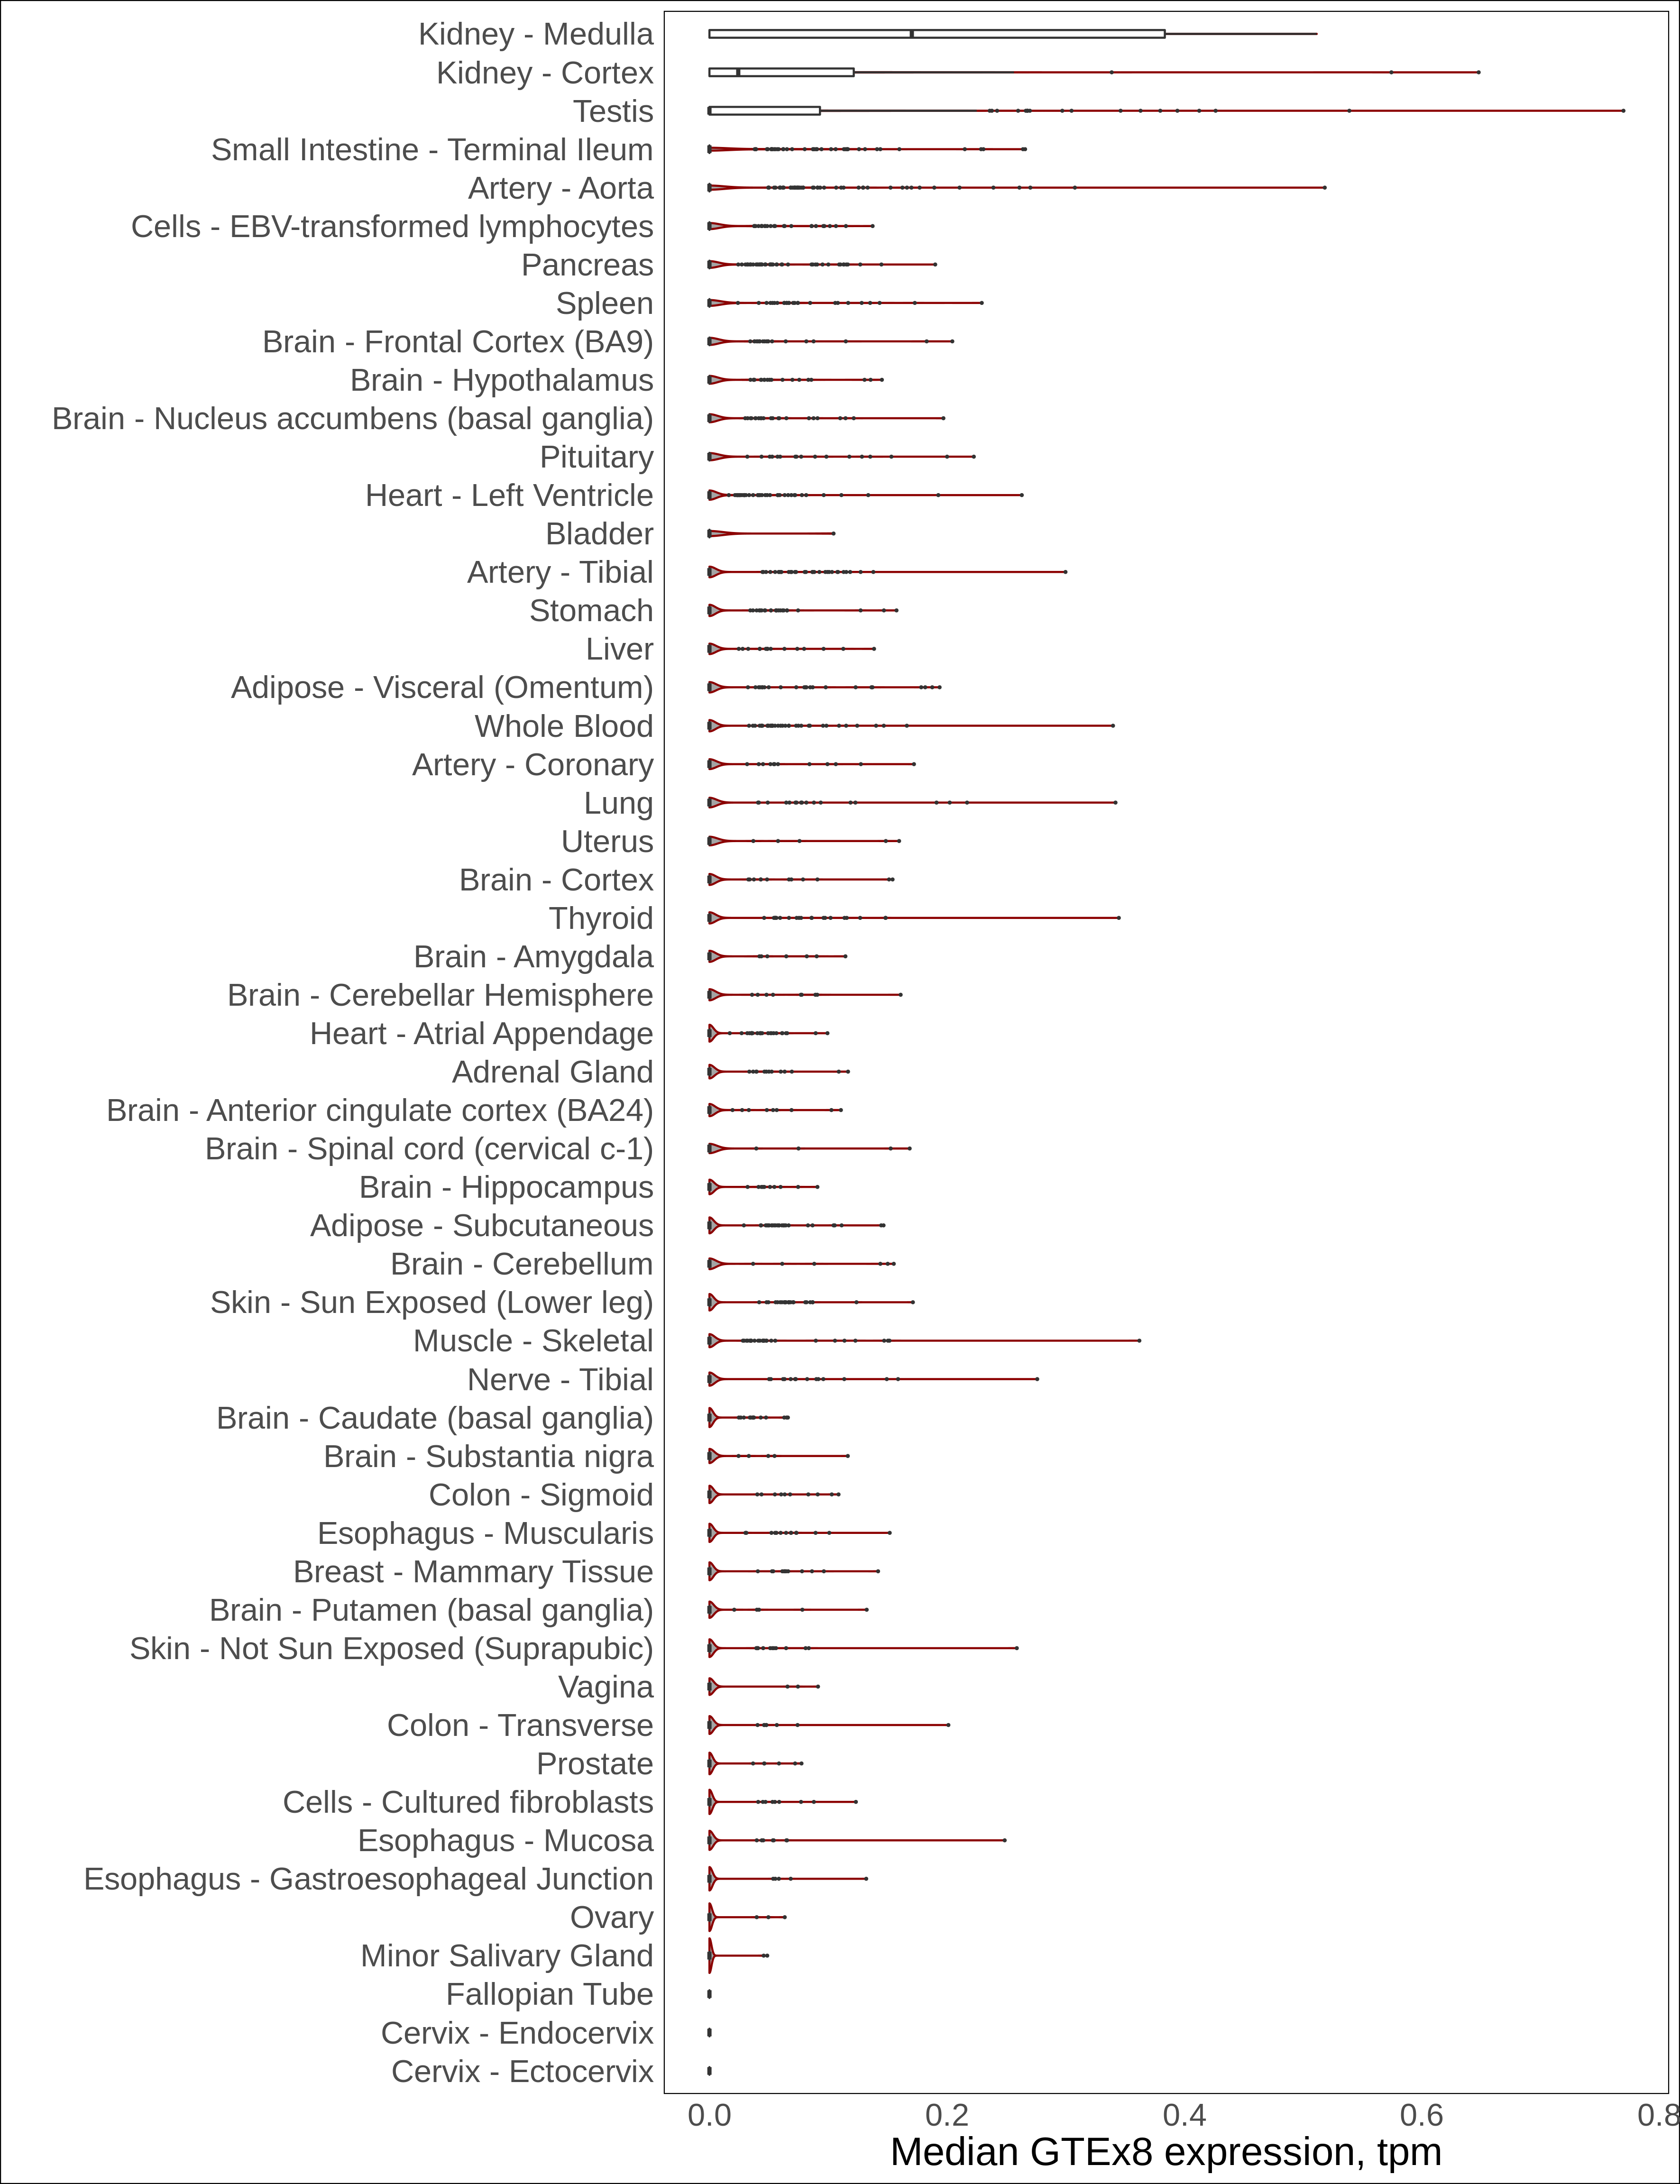 Kidney - Medulla
Kidney - Cortex
Testis
Small Intestine - Terminal Ileum
Artery - Aorta
Cells - EBV-transformed lymphocytes
Pancreas
Spleen
Brain - Frontal Cortex (BA9)
Brain - Hypothalamus
Brain - Nucleus accumbens (basal ganglia)
Pituitary
Heart - Left Ventricle
Bladder
Artery - Tibial
Stomach
Liver
Adipose - Visceral (Omentum)
Whole Blood
Artery - Coronary
Lung
Uterus
Brain - Cortex
Thyroid
Brain - Amygdala
Brain - Cerebellar Hemisphere
Heart - Atrial Appendage
Adrenal Gland
Brain - Anterior cingulate cortex (BA24)
Brain - Spinal cord (cervical c-1)
Brain - Hippocampus
Adipose - Subcutaneous
Brain - Cerebellum
Skin - Sun Exposed (Lower leg)
Muscle - Skeletal
Nerve - Tibial
Brain - Caudate (basal ganglia)
Brain - Substantia nigra
Colon - Sigmoid
Esophagus - Muscularis
Breast - Mammary Tissue
Brain - Putamen (basal ganglia)
Skin - Not Sun Exposed (Suprapubic)
Vagina
Colon - Transverse
Prostate
Cells - Cultured fibroblasts
Esophagus - Mucosa
Esophagus - Gastroesophageal Junction
Ovary
Minor Salivary Gland
Fallopian Tube
Cervix - Endocervix
Cervix - Ectocervix
0.0 0.2 0.4 0.6 0.8
Median GTEx8 expression, tpm